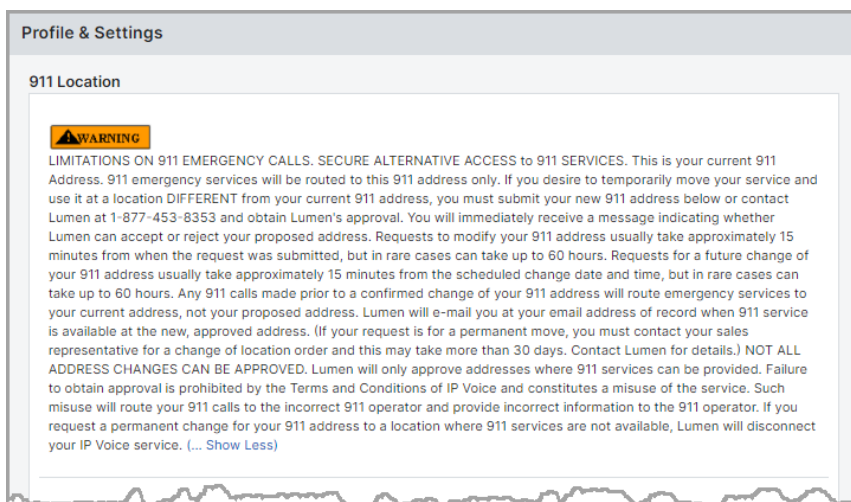 Profile & Settings
911 Location
WARNING
LIMITATIONS ON 911 EMERGENCY CALLS. SECURE ALTERNATIVE ACCESS to 911 SERVICES. This is your current 911
Address. 911 emergency services will be routed to this 911 address only. If you desire to temporarily move your service and
use it at a location DIFFERENT from your current 911 address, you must submit your new 911 address below or contact
Lumen at 1-877-453-8353 and obtain Lumen's approval. You will immediately receive a message indicating whether
Lumen can accept or reject your proposed address. Requests to modify your 911 address usually take approximately 15
minutes from when the request was submitted, but in rare cases can take up to 60 hours. Requests for a future change of
your 911 address usually take approximately 15 minutes from the scheduled change date and time, but in rare cases can
take up to 60 hours. Any 911 calls made prior to a confirmed change of your 911 address will route emergency services to
your current address, not your proposed address. Lumen will e-mail you at your email address of record when 911 service
is available at the new, approved address. (If your request is for a permanent move, you must contact your sales
representative for a change of location order and this may take more than 30 days. Contact Lumen for details.) NOT ALL
ADDRESS CHANGES CAN BE APPROVED. Lumen will only approve addresses where 911 services can be provided. Failure
to obtain approval is prohibited by the Terms and Conditions of IP Voice and constitutes a misuse of the service. Such
misuse will route your 911 calls to the incorrect 911 operator and provide incorrect information to the 911 operator. If you
request a permanent change for your 911 address to a location where 911 services are not available, Lumen will disconnect
your IP Voice service. (... Show Less)